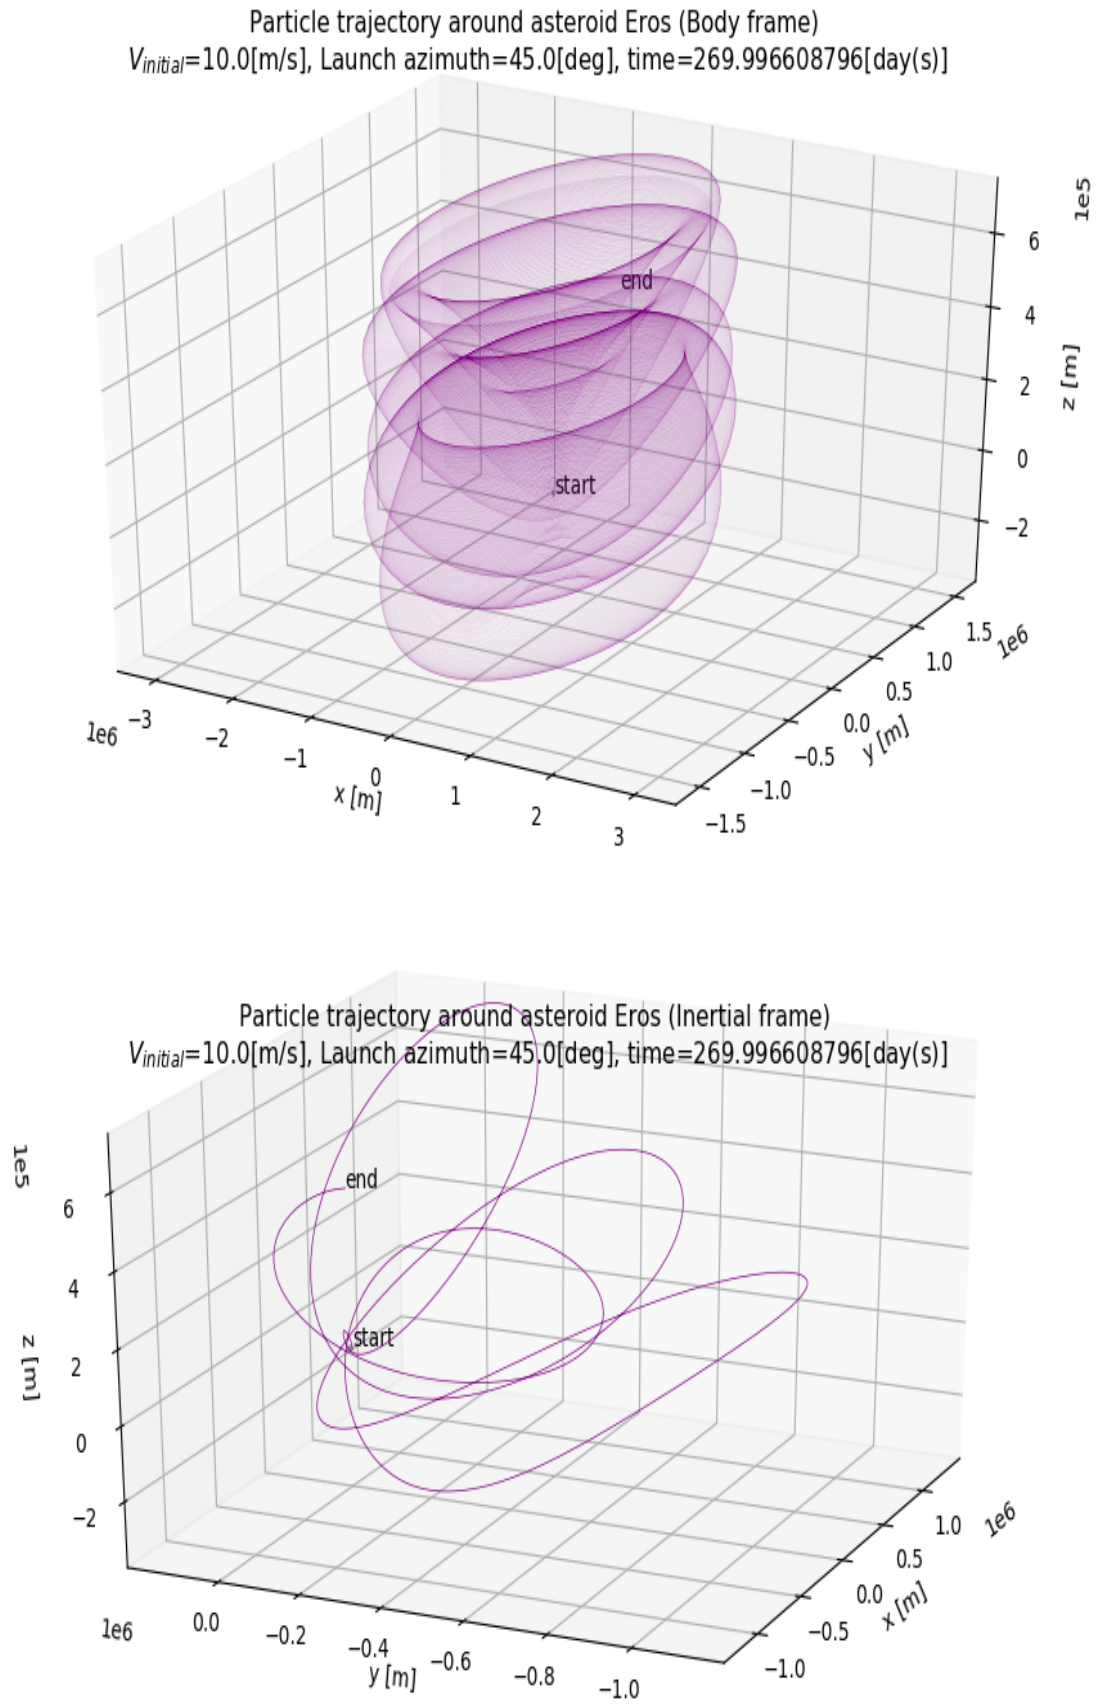 Particle trajectory around asteroid Eros (Body frame)
V_initial=10.0[m/s], Launch azimuth=45.0[deg], time=269.996608796[day(s)]
1e5
6
4
2
0
−2
z [m]
end
start
1e6
−3
−2
−1
0
1
2
3
x [m]
1e6
1.5
1.0
0.5
0.0
−0.5
−1.0
−1.5
y [m]
Particle trajectory around asteroid Eros (Inertial frame)
V_initial=10.0[m/s], Launch azimuth=45.0[deg], time=269.996608796[day(s)]
1e5
6
4
2
0
−2
z [m]
end
start
1e6
0.0
−0.2
−0.4
−0.6
−0.8
−1.0
y [m]
1e6
1.0
0.5
0.0
−0.5
−1.0
x [m]